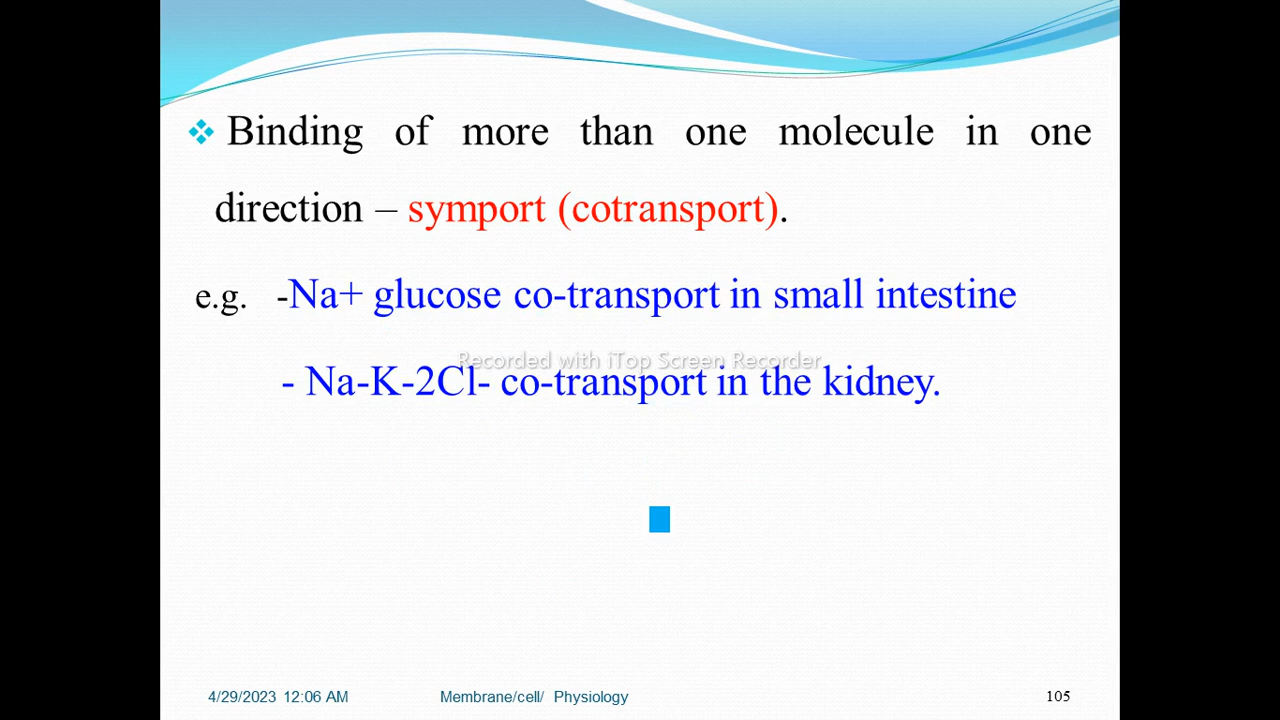 Binding of more than one molecule in one
direction – symport (cotransport).
e.g. -Na+ glucose co-transport in small intestine
Recorded with iTop Screen Recorder
- Na-K-2Cl- co-transport in the kidney.
4/29/2023 12:06 AM Membrane/cell/ Physiology 105